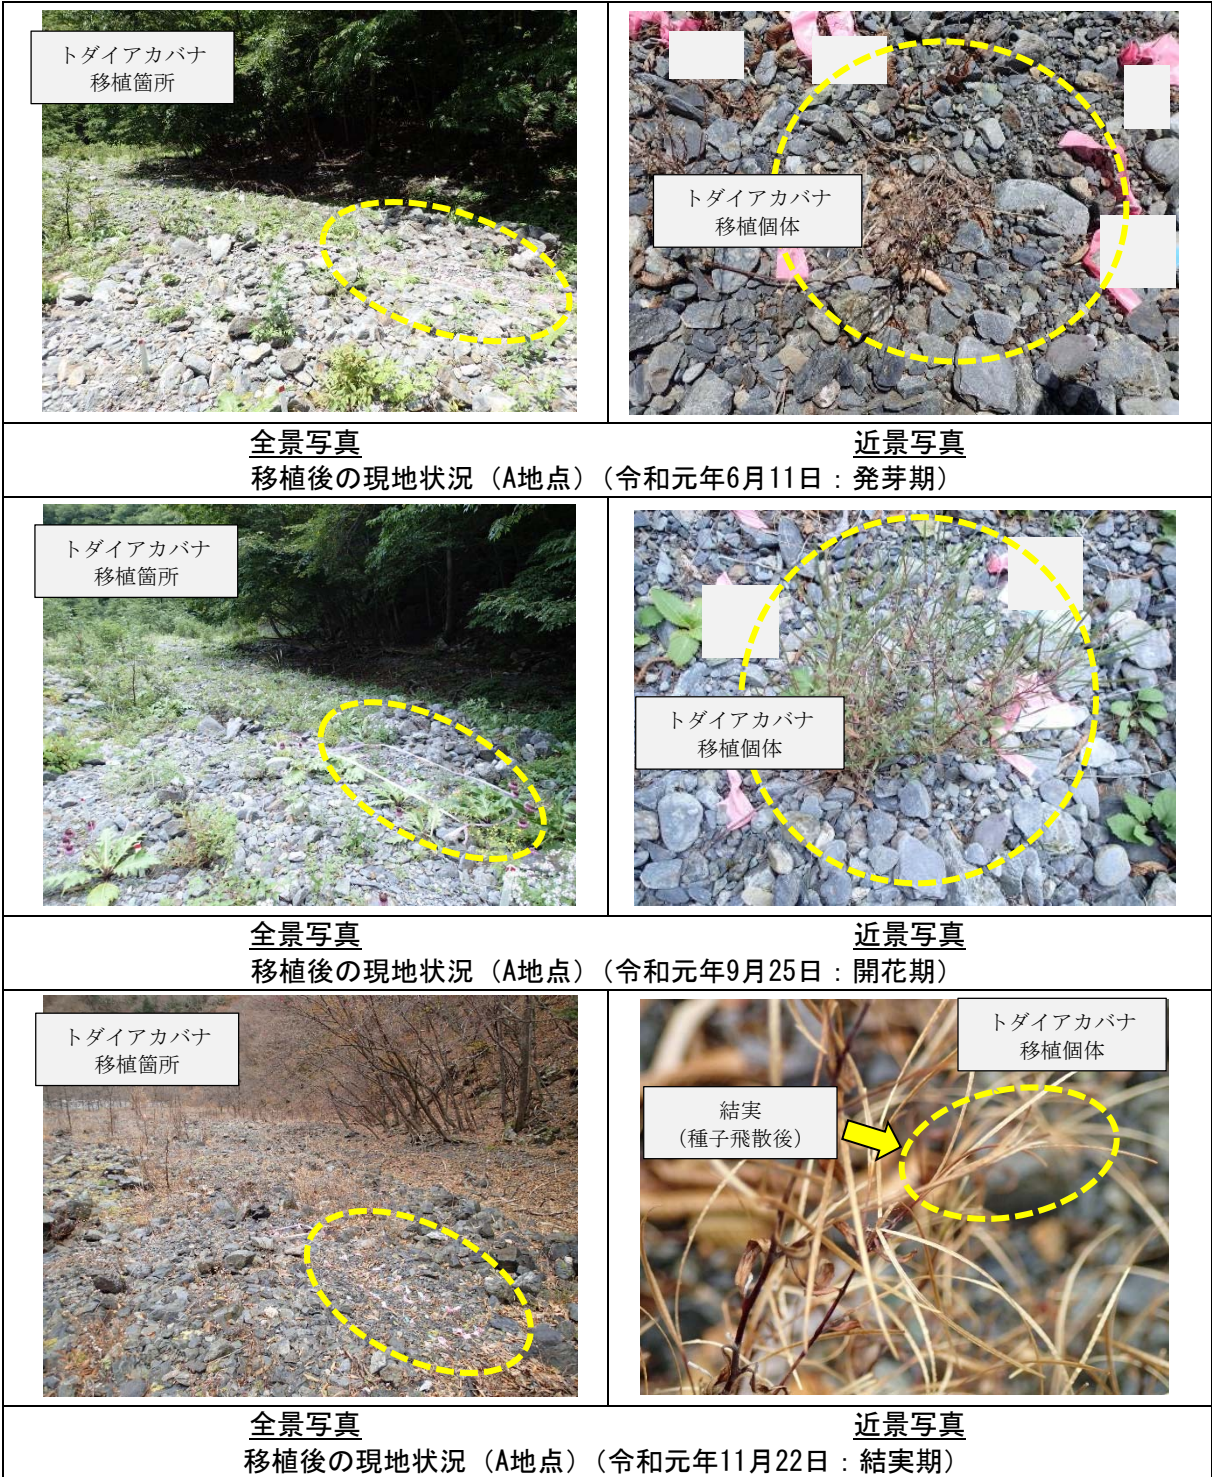 トダイアカバナ
移植箇所
トダイアカバナ
移植個体
全景写真
近景写真
移植後の現地状況（A地点）（令和元年6月11日：発芽期）
トダイアカバナ
移植箇所
トダイアカバナ
移植個体
全景写真
近景写真
移植後の現地状況（A地点）（令和元年9月25日：開花期）
トダイアカバナ
移植箇所
トダイアカバナ
移植個体
結実
（種子飛散後）
全景写真
近景写真
移植後の現地状況（A地点）（令和元年11月22日：結実期）